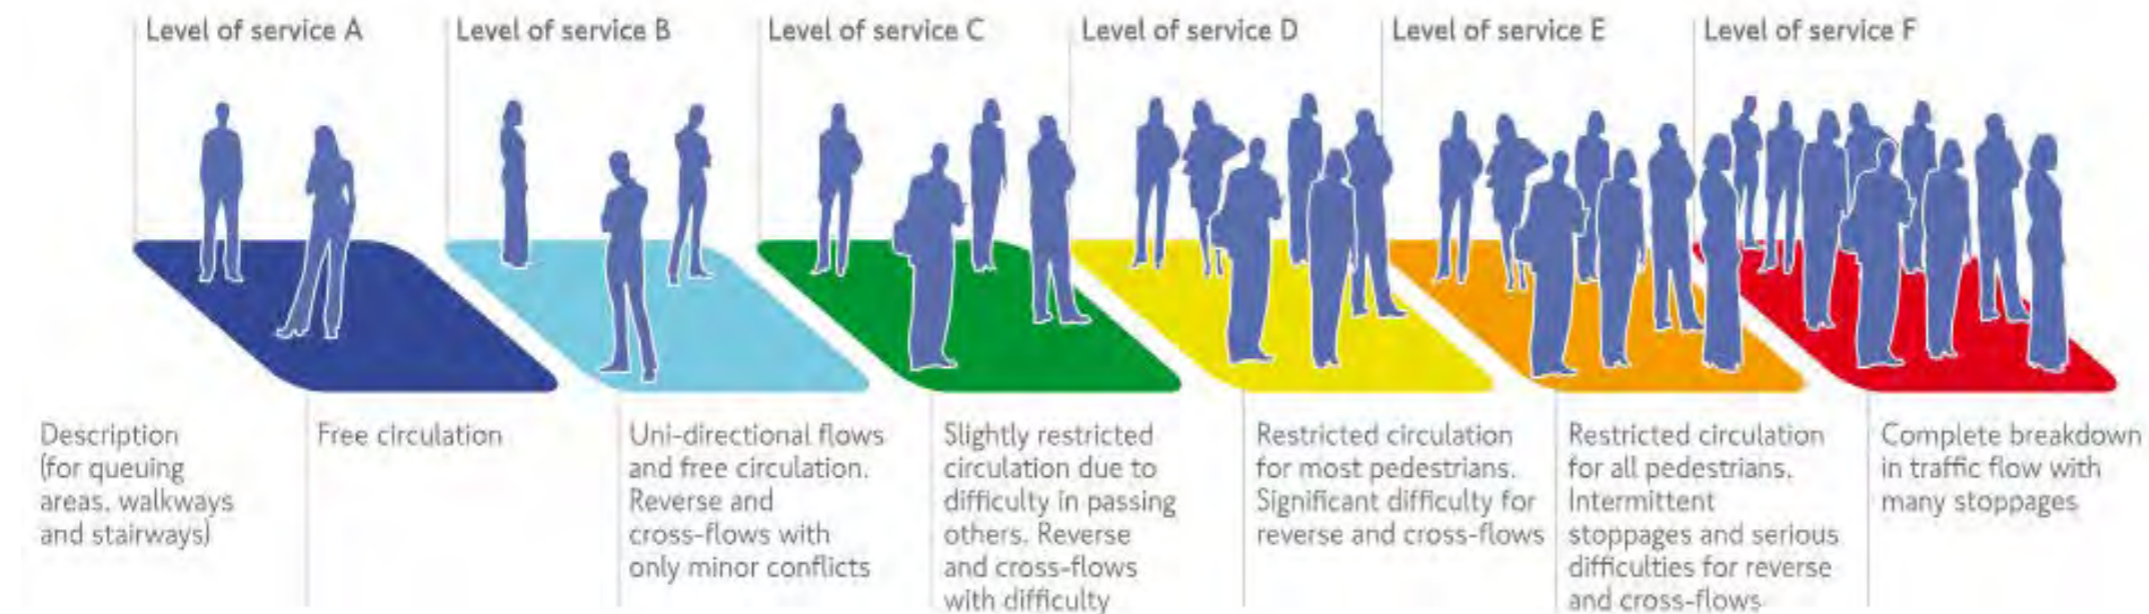 Level of service A
Level of service B
Level of service C
Level of service D
Level of service E
Level of service F
Description
(for queuing
areas, walkways
and stairways)
Free circulation
Uni-directional flows
and free circulation.
Reverse and
cross-flows with
only minor conflicts
Slightly restricted
circulation due to
difficulty in passing
others. Reverse
and cross-flows
with difficulty
Restricted circulation
for most pedestrians.
Significant difficulty for
reverse and cross-flows
Restricted circulation
for all pedestrians.
Intermittent
stoppages and serious
difficulties for reverse
and cross-flows
Complete breakdown
in traffic flow with
many stoppages